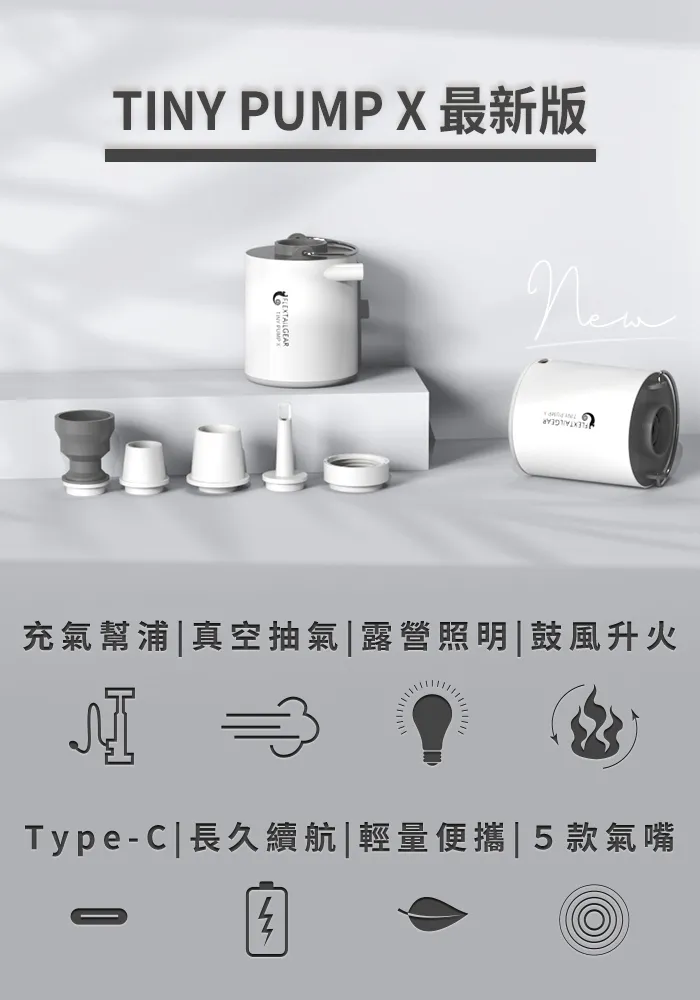 TINY PUMP X 最新版
FLEXTAILGEAR
TINY PUMP X
New
FLEXTAILGEAR
TINY PUMP X
充氣幫浦|真空抽氣|露營照明|鼓風升火
Type-C|長久續航|輕量便攜|5款氣嘴